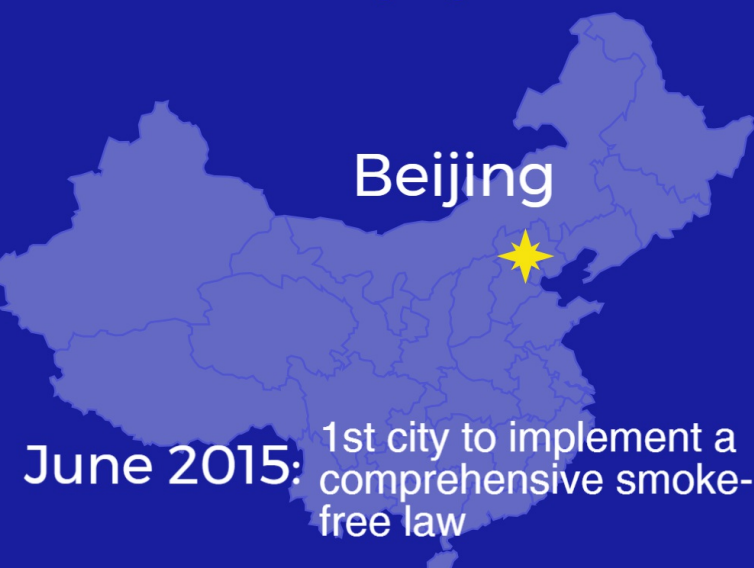 Beijing
June 2015:
1st city to implement a
comprehensive smoke-
free law